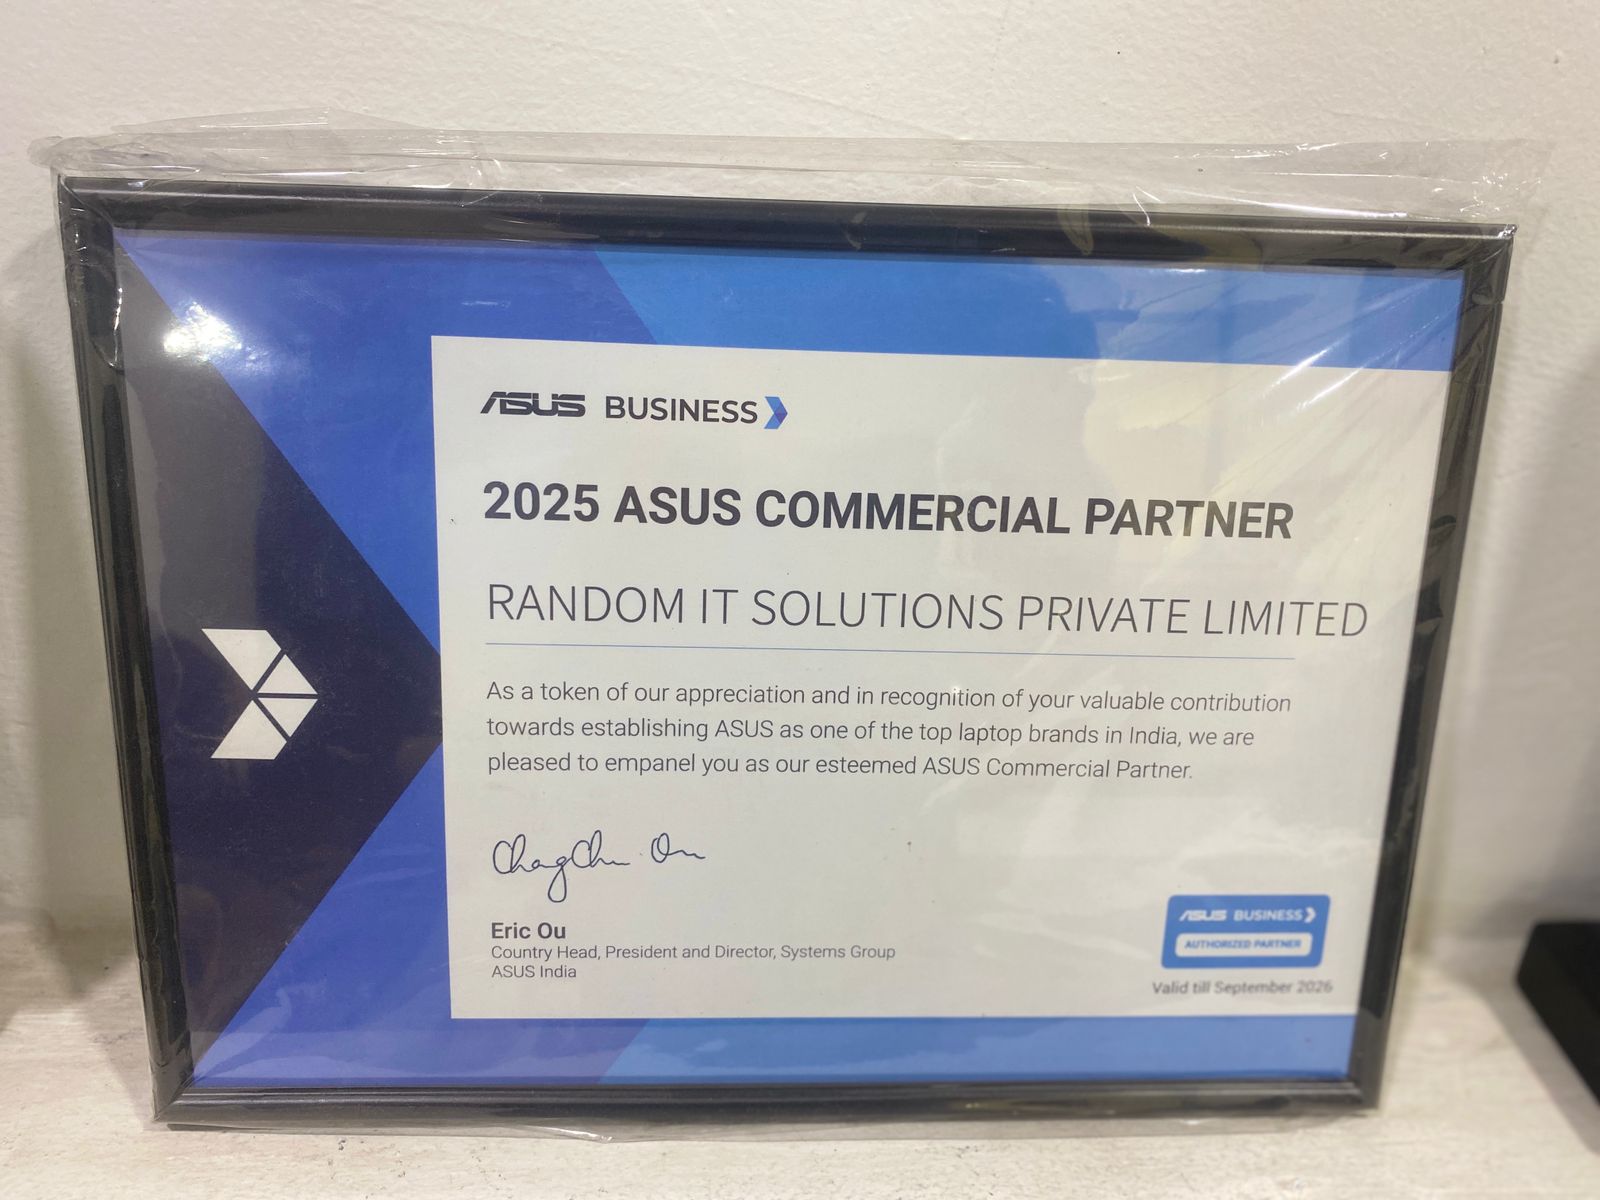 ASUS BUSINESS
2025 ASUS COMMERCIAL PARTNER
RANDOM IT SOLUTIONS PRIVATE LIMITED
As a token of our appreciation and in recognition of your valuable contribution
towards establishing ASUS as one of the top laptop brands in India, we are
pleased to empanel you as our esteemed ASUS Commercial Partner.
ChangChu Ou
Eric Ou
Country Head, President and Director, Systems Group
ASUS India
ASUS BUSINESS
AUTHORIZED PARTNER
Valid till September 2026